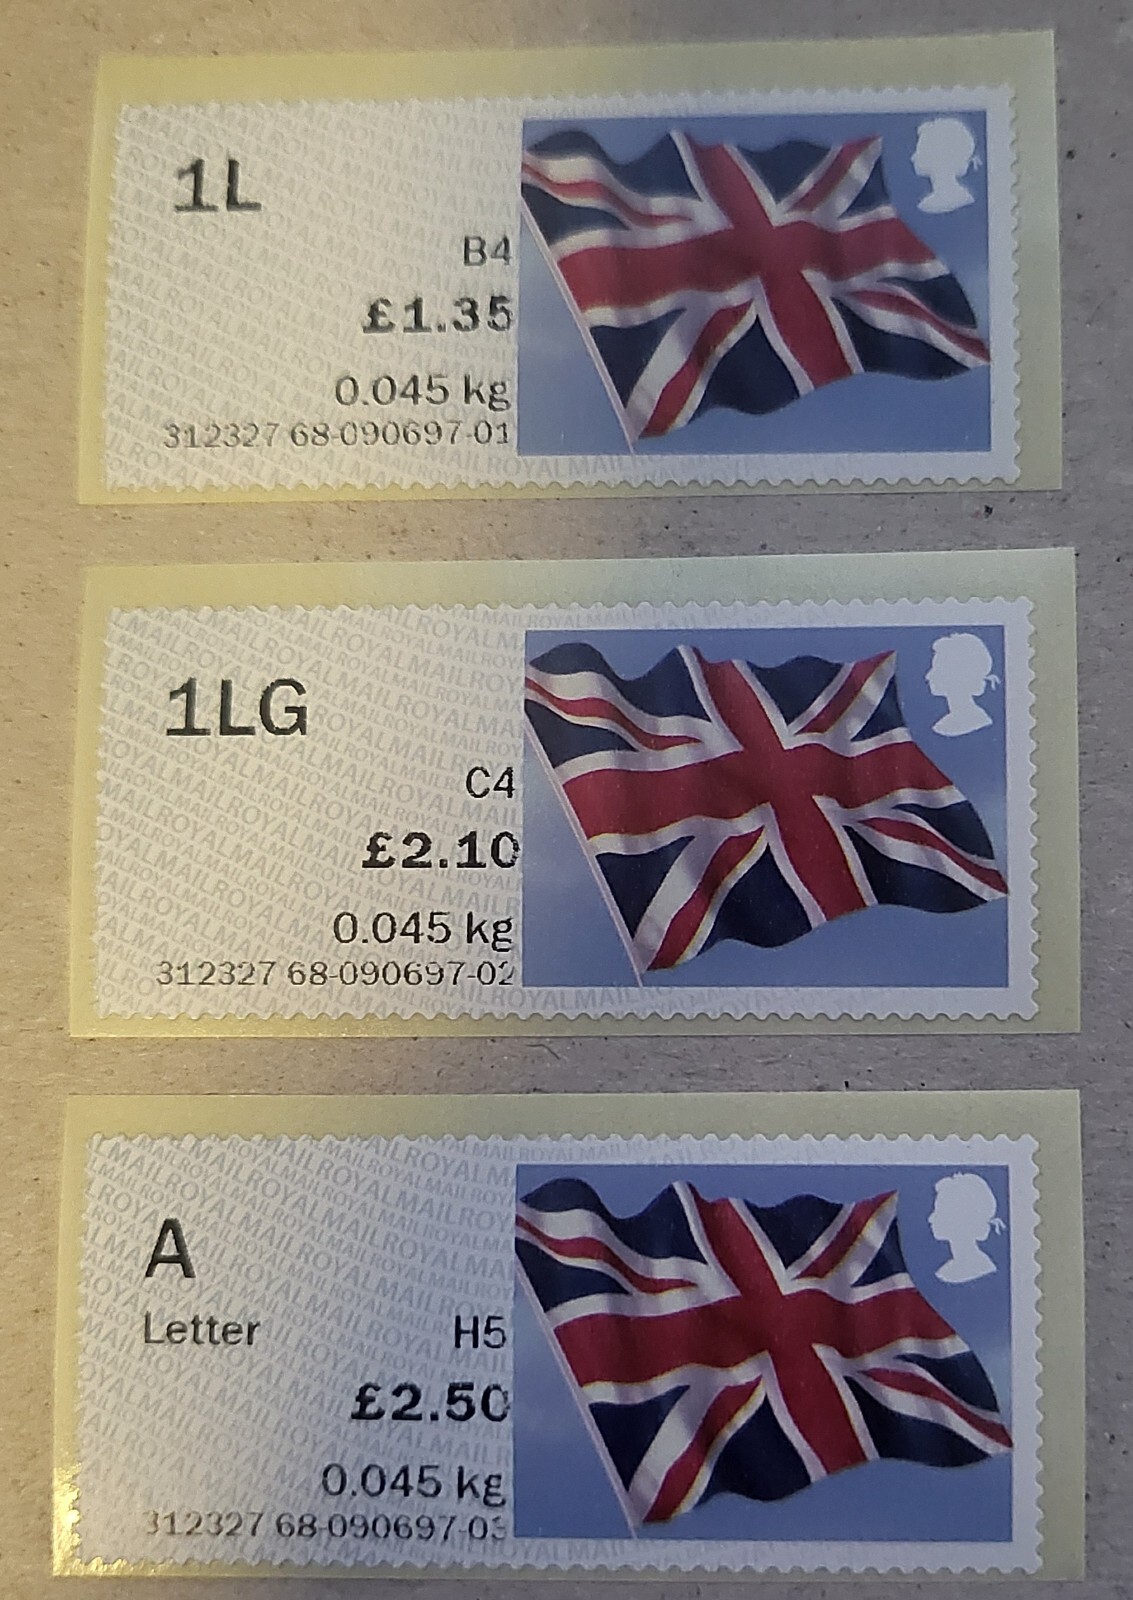 1L
B4
£1.35
0.045 kg
312327 68-090697-01
1LG
C4
£2.10
0.045 kg
312327 68-090697-02
A
Letter H5
£2.50
0.045 kg
312327 68-090697-03